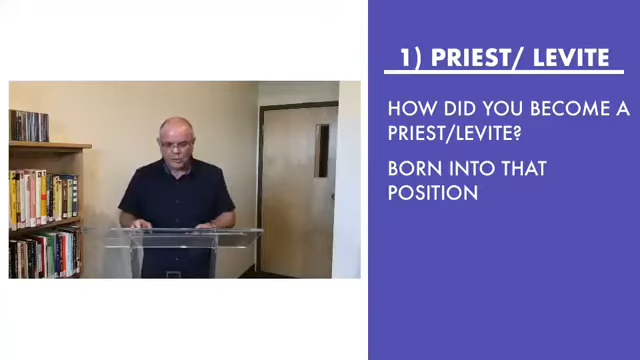 1) PRIEST/ LEVITE
HOW DID YOU BECOME A
PRIEST/LEVITE?
BORN INTO THAT
POSITION